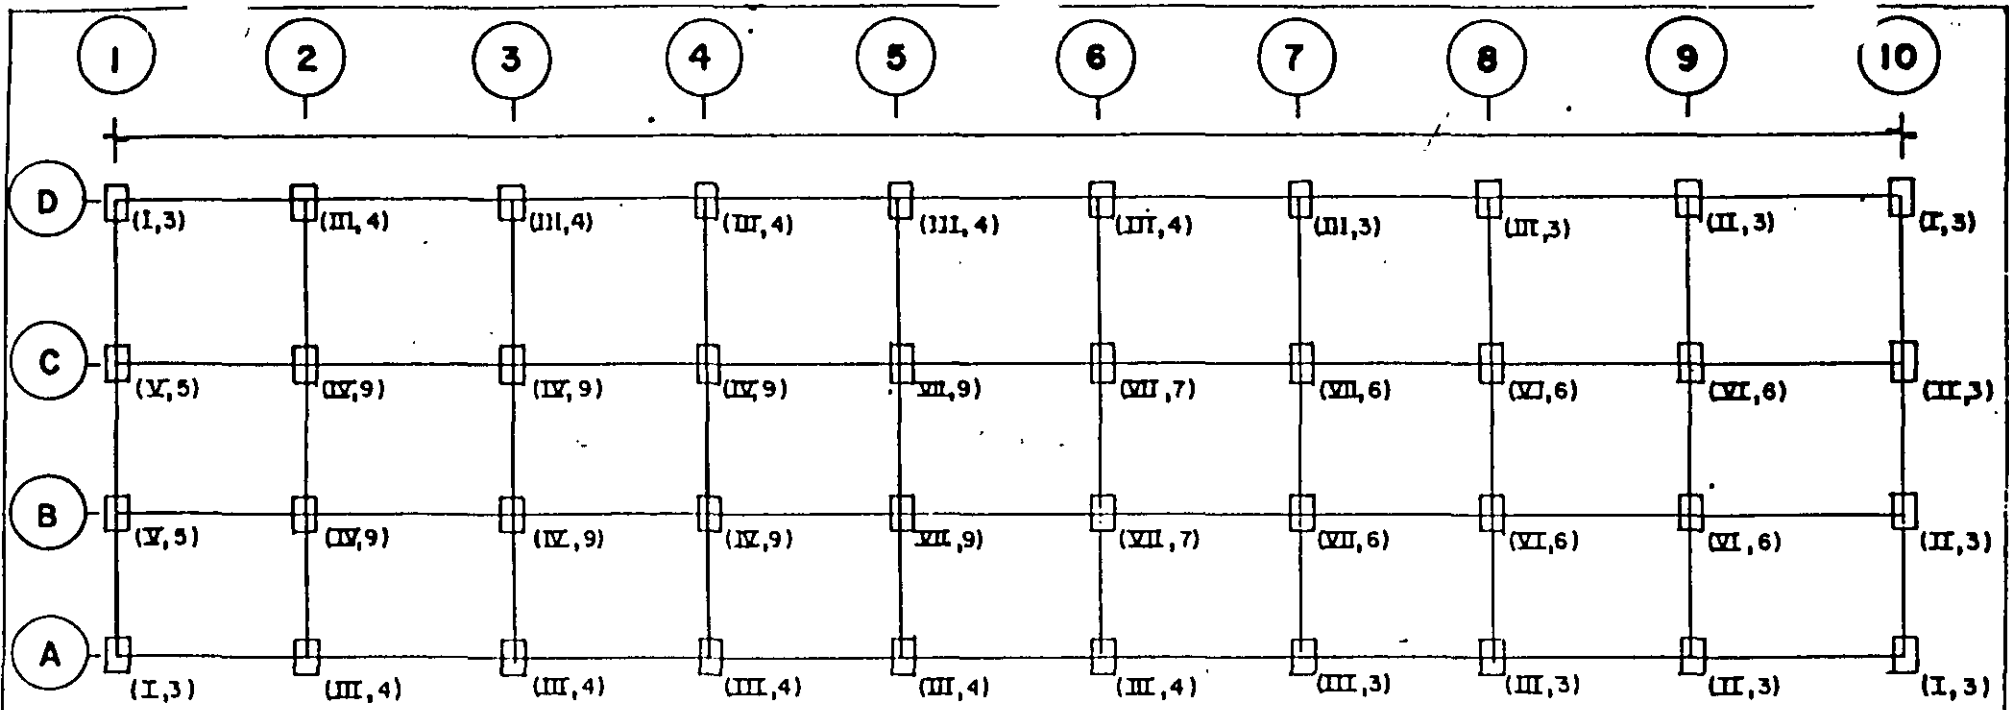 1 2 3 4 5 6 7 8 9 10
D
(I,3) (III,4) (III,4) (III,4) (III,4) (III,4) (III,3) (III,3) (II,3) (I,3)
C
(V,5) (IV,9) (IV,9) (IV,9) VII,9) (VII,7) (VII,6) (VI,6) (VI,6) (II,3)
B
(V,5) (IV,9) (IV,9) (IV,9) VII,9) (VII,7) (VII,6) (VI,6) (VI,6) (II,3)
A
(I,3) (III,4) (III,4) (III,4) (III,4) (III,4) (III,3) (III,3) (II,3) (I,3)